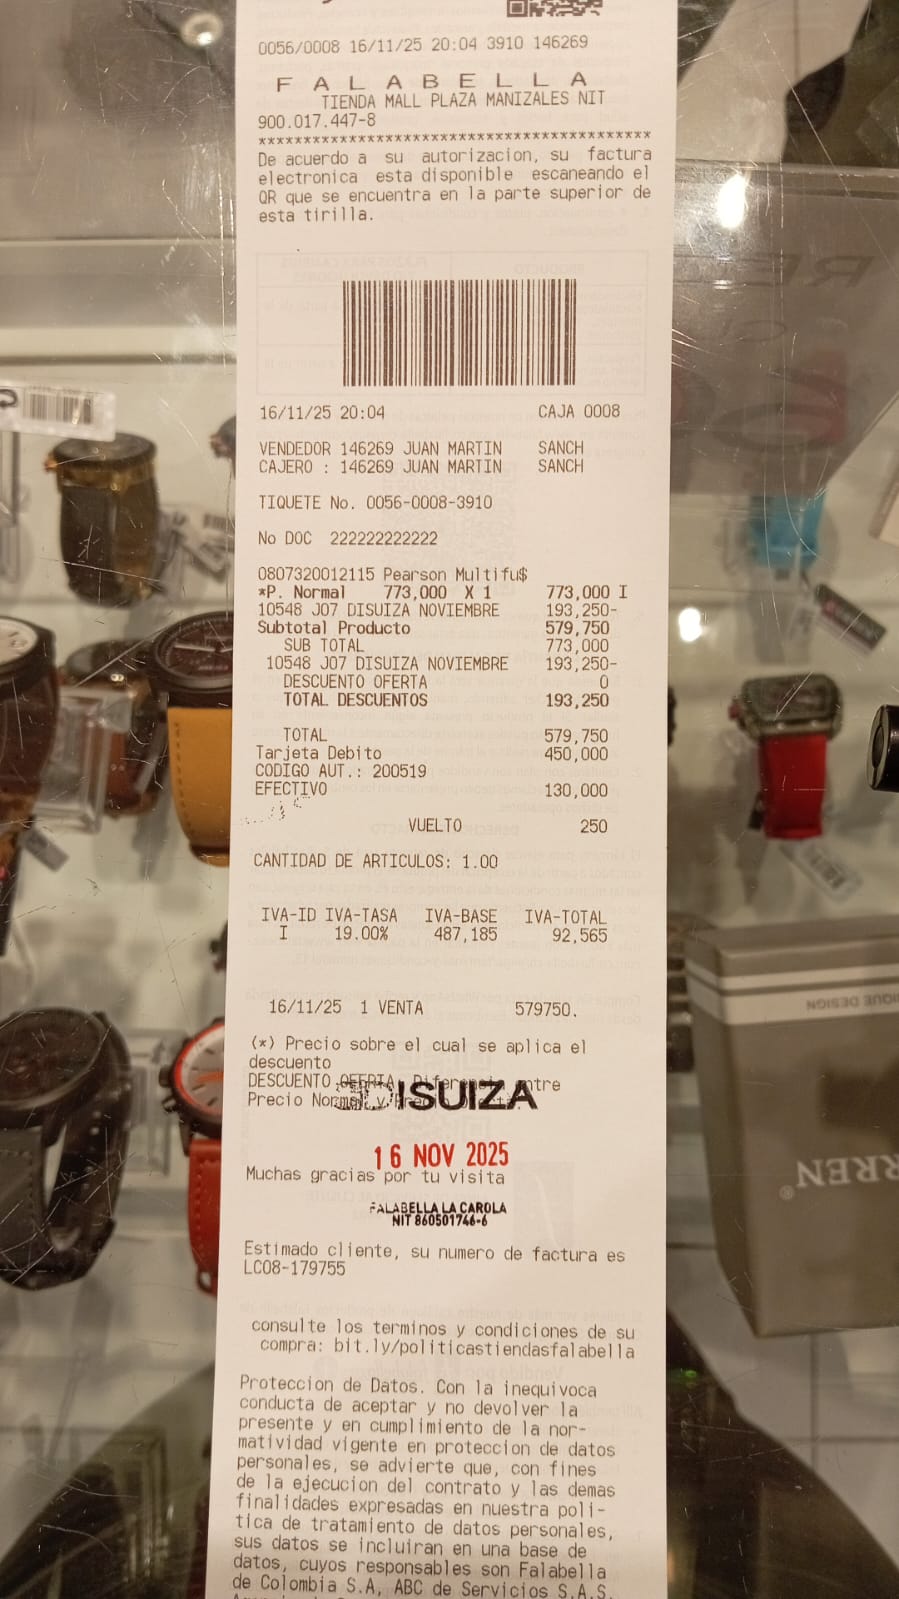 0056/0008 16/11/25 20:04 3910 146269
FALABELLA
TIENDA MALL PLAZA MANIZALES NIT
900.017.447-8
*******************************************
De acuerdo a su autorizacion, su factura
electronica esta disponible escaneando el
QR que se encuentra en la parte superior de
esta tirilla.
16/11/25 20:04 CAJA 0008
VENDEDOR 146269 JUAN MARTIN SANCH
CAJERO : 146269 JUAN MARTIN SANCH
TIQUETE No. 0056-0008-3910
No DOC 222222222222
0807320012115 Pearson Multifu$
*P. Normal 773,000 X 1 773,000 I
10548 J07 DISUIZA NOVIEMBRE 193,250-
Subtotal Producto 579,750
SUB TOTAL 773,000
10548 J07 DISUIZA NOVIEMBRE 193,250-
DESCUENTO OFERTA 0
TOTAL DESCUENTOS 193,250
TOTAL 579,750
Tarjeta Debito 450,000
CODIGO AUT.: 200519
EFECTIVO 130,000
VUELTO 250
CANTIDAD DE ARTICULOS: 1.00
IVA-ID IVA-TASA IVA-BASE IVA-TOTAL
I 19.00% 487,185 92,565
16/11/25 1 VENTA 579750.
(*) Precio sobre el cual se aplica el
descuento
DESCUENTO OFERTA. Diferencia entre
Precio Normal y Precio Oferta.
DISUIZA
16 NOV 2025
Muchas gracias por tu visita
FALABELLA LA CAROLA
NIT 860501746-6
Estimado cliente, su numero de factura es
LC08-179755
consulte los terminos y condiciones de su
compra: bit.ly/politicastiendasfalabella
Proteccion de Datos. Con la inequivoca
conducta de aceptar y no devolver la
presente y en cumplimiento de la nor-
matividad vigente en proteccion de datos
personales, se advierte que, con fines
de la ejecucion del contrato y las demas
finalidades expresadas en nuestra poli-
tica de tratamiento de datos personales,
sus datos se incluiran en una base de
datos, cuyos responsables son Falabella
de Colombia S.A, ABC de Servicios S.A.S.